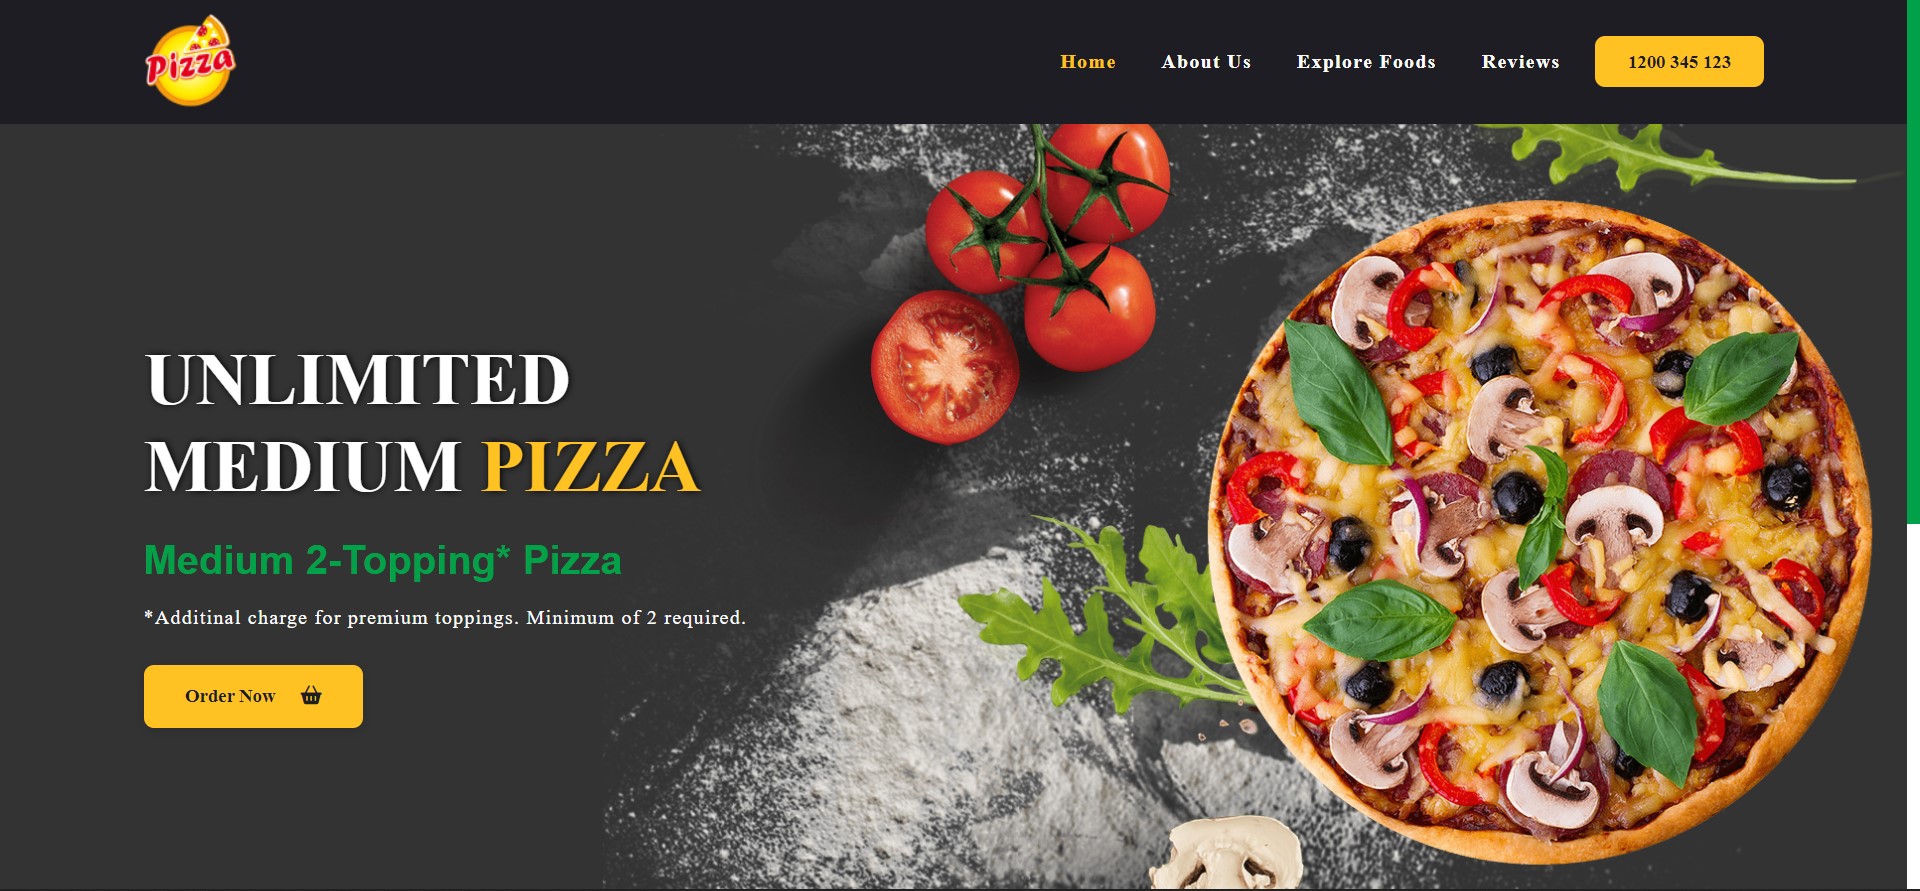 Pizza
Home About Us Explore Foods Reviews 1200 345 123
UNLIMITED
MEDIUM PIZZA
Medium 2-Topping* Pizza
*Additinal charge for premium toppings. Minimum of 2 required.
Order Now